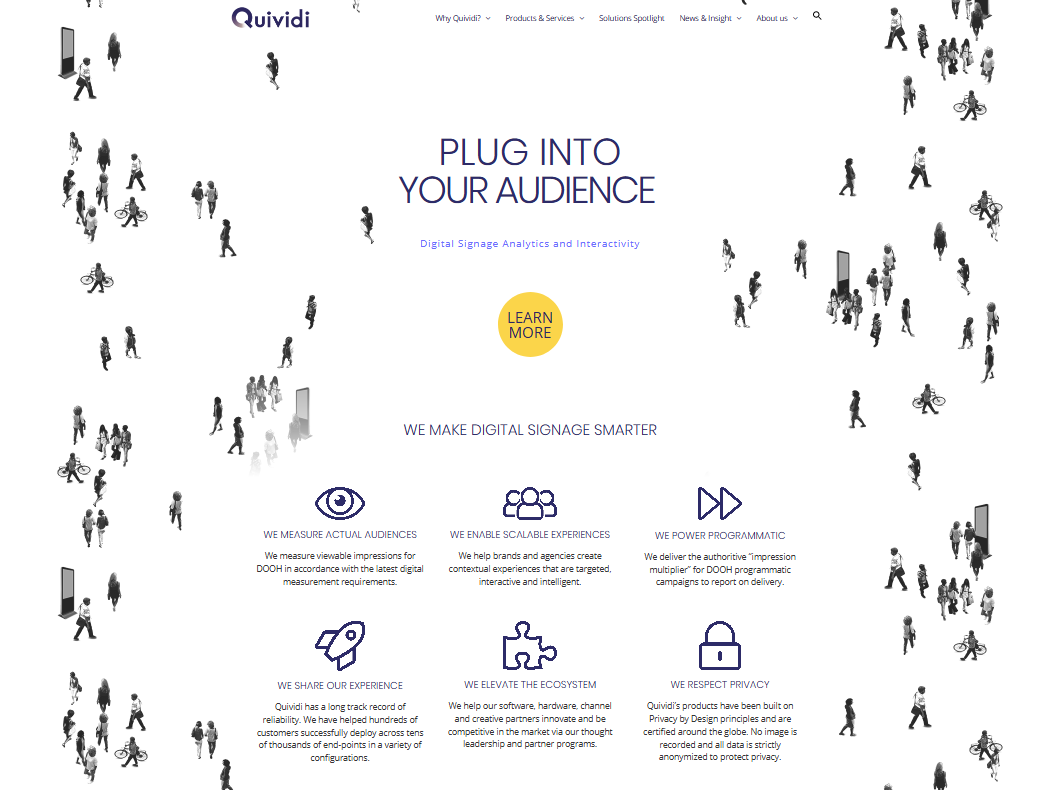 Quividi
Why Quividi? Products & Services Solutions Spotlight News & Insight About us
PLUG INTO
YOUR AUDIENCE
Digital Signage Analytics and Interactivity
LEARN
MORE
WE MAKE DIGITAL SIGNAGE SMARTER
WE MEASURE ACTUAL AUDIENCES
We measure viewable impressions for
DOOH in accordance with the latest digital
measurement requirements.
WE ENABLE SCALABLE EXPERIENCES
We help brands and agencies create
contextual experiences that are targeted,
interactive and intelligent.
WE POWER PROGRAMMATIC
We deliver the authoritive “impression
multiplier” for DOOH programmatic
campaigns to report on delivery.
WE SHARE OUR EXPERIENCE
Quividi has a long track record of
reliability. We have helped hundreds of
customers successfully deploy across tens
of thousands of end-points in a variety of
configurations.
WE ELEVATE THE ECOSYSTEM
We help our software, hardware, channel
and creative partners innovate and be
competitive in the market via our thought
leadership and partner programs.
WE RESPECT PRIVACY
Quividi’s products have been built on
Privacy by Design principles and are
certified around the globe. No image is
recorded and all data is strictly
anonymized to protect privacy.